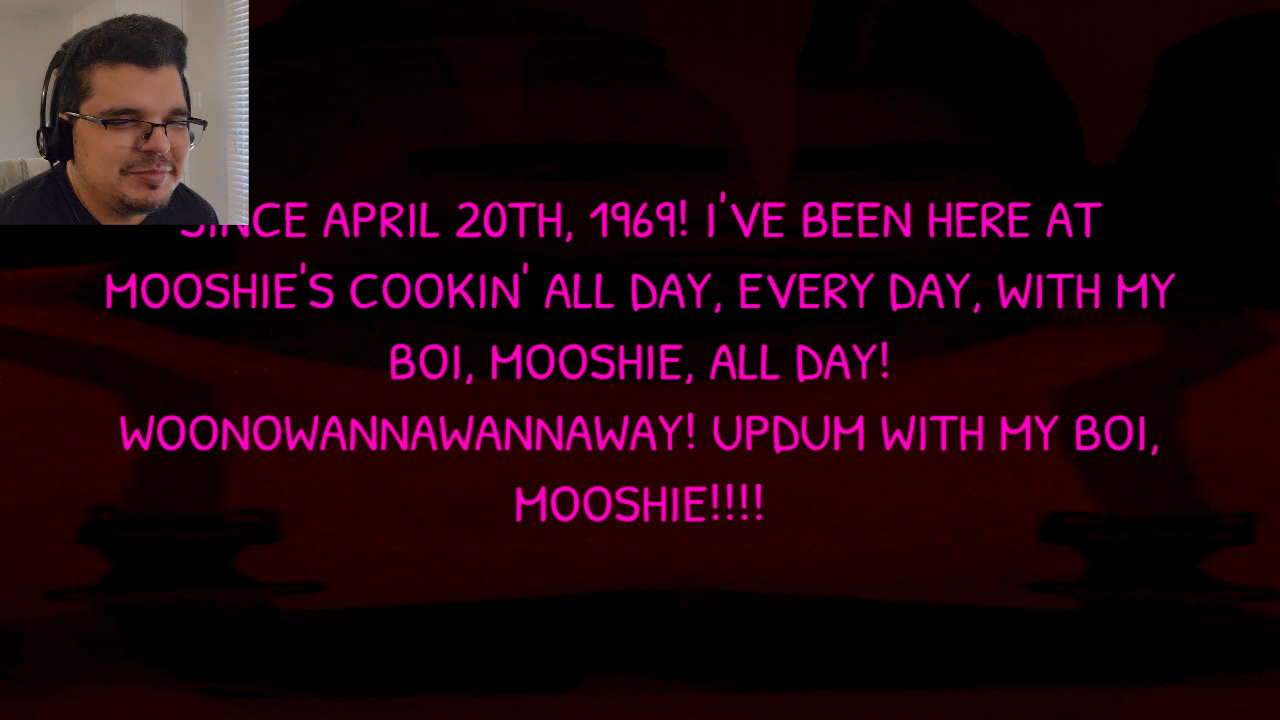 SINCE APRIL 20TH, 1969! I'VE BEEN HERE AT
MOOSHIE'S COOKIN' ALL DAY, EVERY DAY, WITH MY
BOI, MOOSHIE, ALL DAY!
WOONOWANNAWANNAWAY! UPDUM WITH MY BOI,
MOOSHIE!!!!